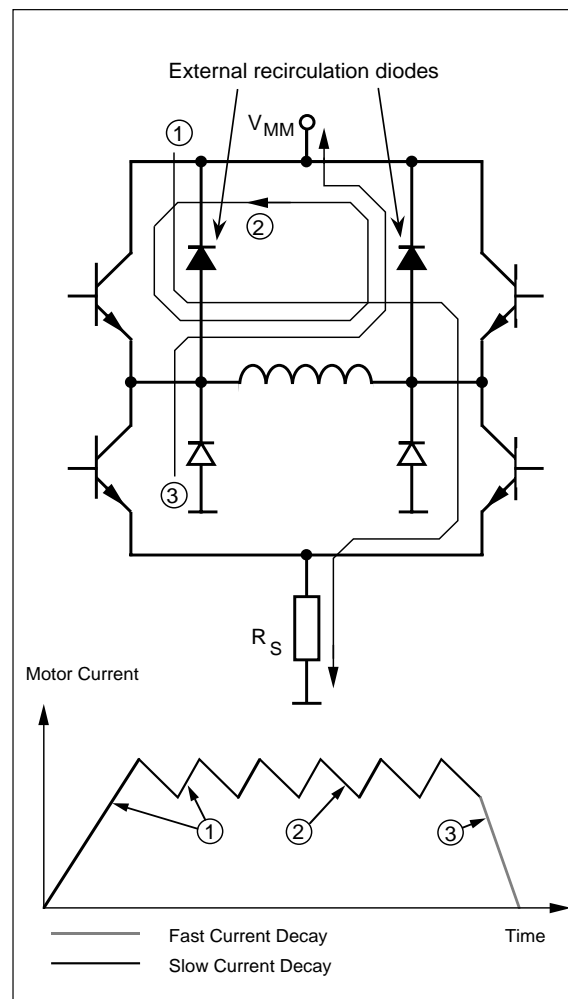 External recirculation diodes
① V MM
②
③
R S
Motor Current
① ② ③
Fast Current Decay Time
Slow Current Decay